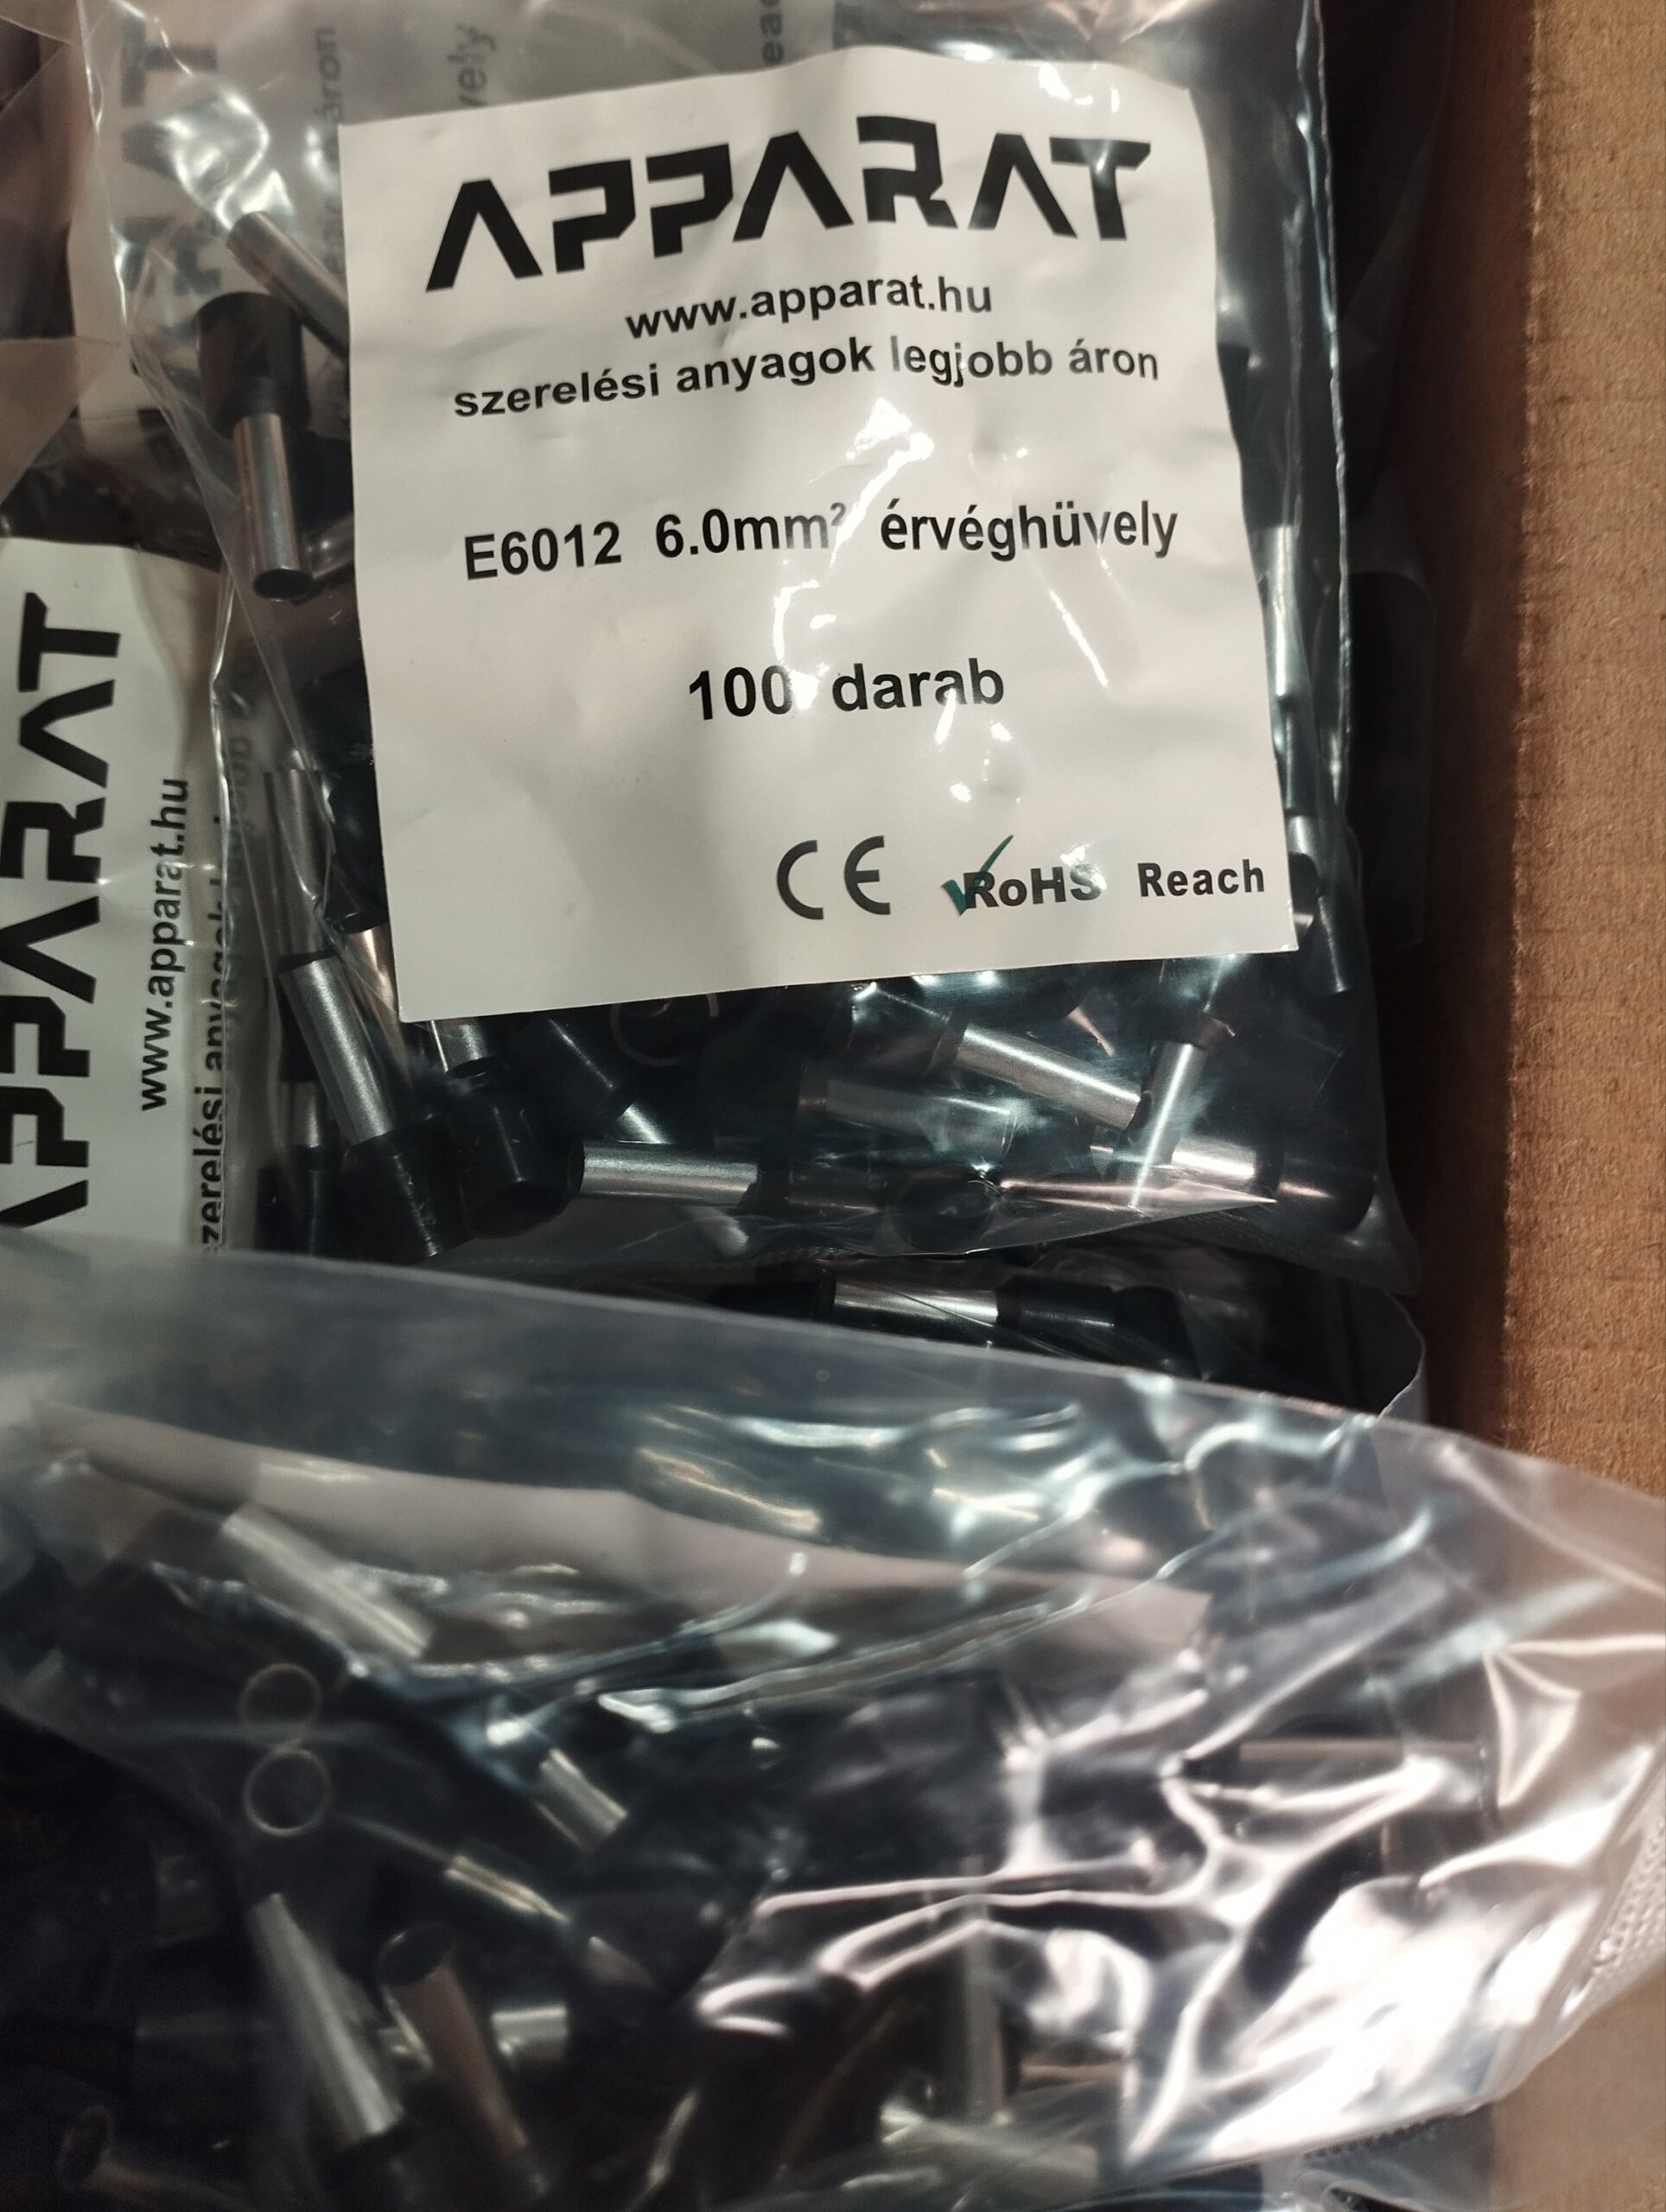 APPARAT
www.apparat.hu
szerelési anyagok legjobb áron
E6012 6.0mm² érvéghüvely
100 darab
CE RoHS Reach
APPARAT
www.apparat.hu
szerelési anyagok
áron